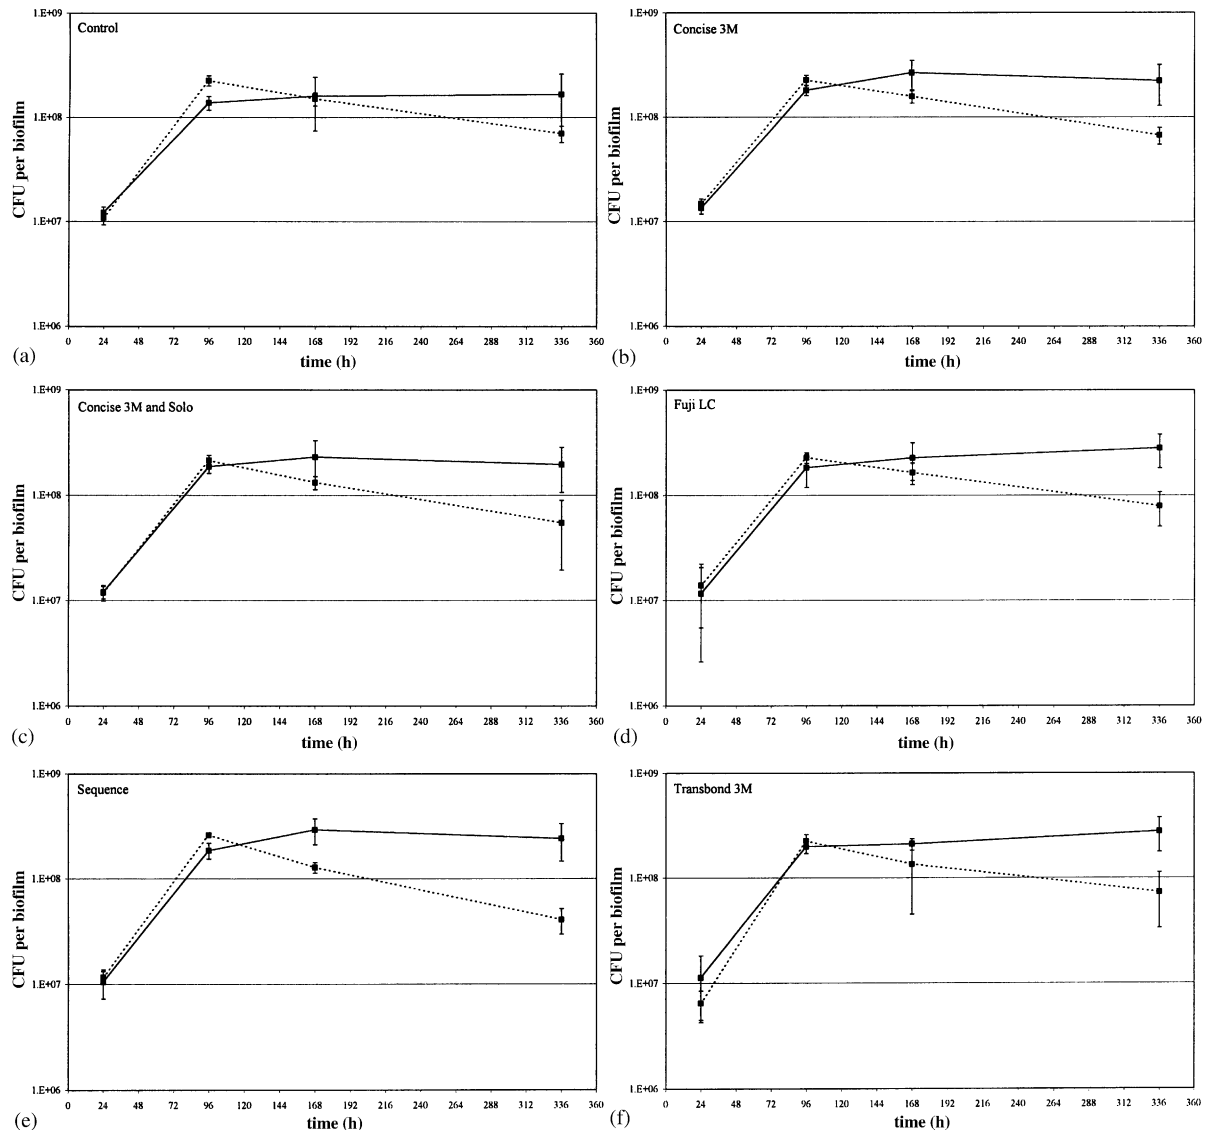 1.E+09
Control
1.E+08
1.E+07
1.E+06
CFU per biofilm
0 24 48 72 96 120 144 168 192 216 240 264 288 312 336 360
time (h)
(a)
1.E+09
Concise 3M
1.E+08
1.E+07
1.E+06
CFU per biofilm
0 24 48 72 96 120 144 168 192 216 240 264 288 312 336 360
time (h)
(b)
1.E+09
Concise 3M and Solo
1.E+08
1.E+07
1.E+06
CFU per biofilm
0 24 48 72 96 120 144 168 192 216 240 264 288 312 336 360
time (h)
(c)
1.E+09
Fuji LC
1.E+08
1.E+07
1.E+06
CFU per biofilm
0 24 48 72 96 120 144 168 192 216 240 264 288 312 336 360
time (h)
(d)
1.E+09
Sequence
1.E+08
1.E+07
1.E+06
CFU per biofilm
0 24 48 72 96 120 144 168 192 216 240 264 288 312 336 360
time (h)
(e)
1.E+09
Transbond 3M
1.E+08
1.E+07
1.E+06
CFU per biofilm
0 24 48 72 96 120 144 168 192 216 240 264 288 312 336 360
time (h)
(f)